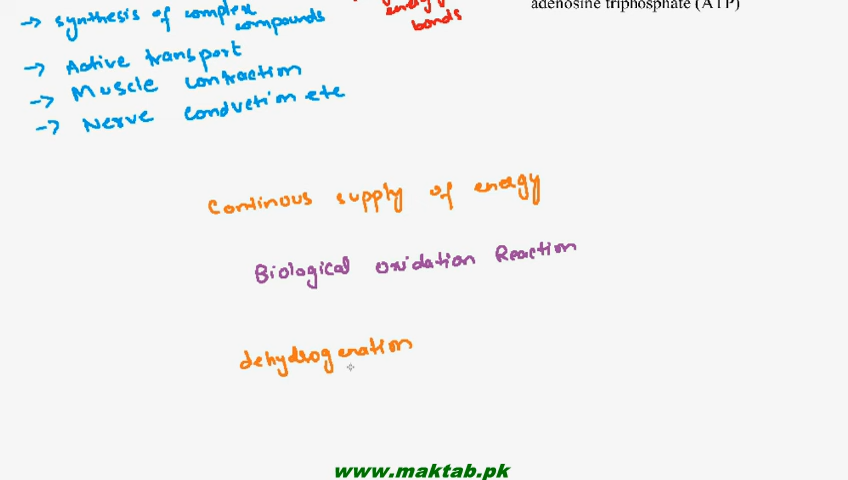 -> synthesis of complex
compounds
energy
bonds
adenosine triphosphate (ATP)
-> Active transport
-> Muscle contraction
-> Nerve conduction etc
Continous supply of energy
Biological oxidation Reaction
dehydrogenation
www.maktab.pk